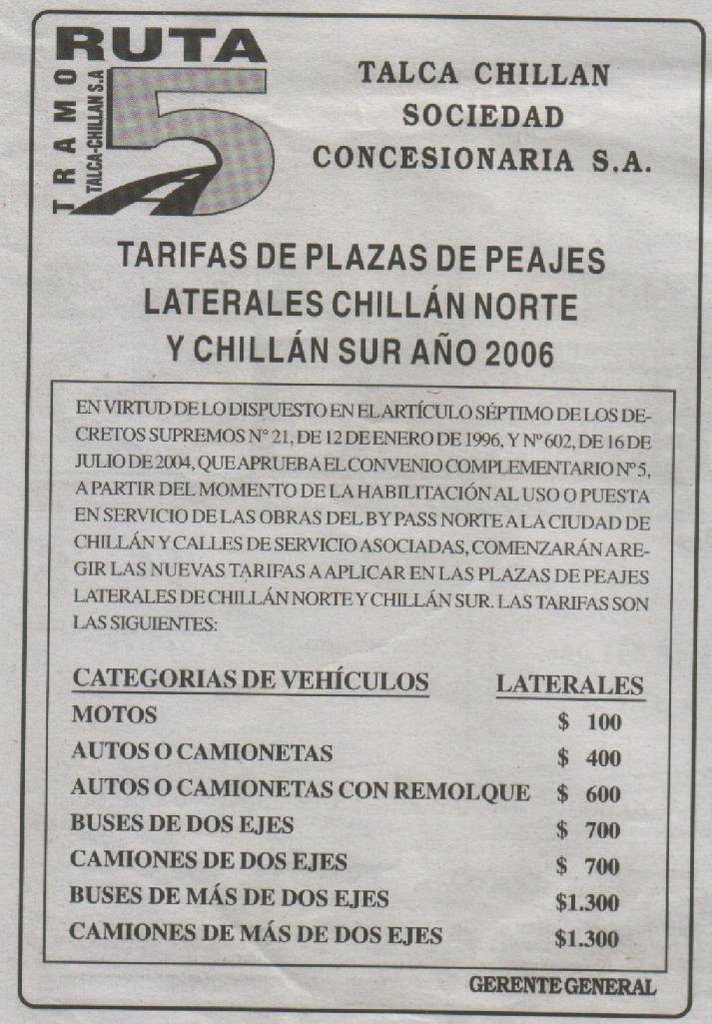 RUTA
5
TRAMO
TALCA-CHILLAN S.A
TALCA CHILLAN
SOCIEDAD
CONCESIONARIA S.A.
TARIFAS DE PLAZAS DE PEAJES
LATERALES CHILLÁN NORTE
Y CHILLÁN SUR AÑO 2006
EN VIRTUD DE LO DISPUESTO EN EL ARTÍCULO SÉPTIMO DE LOS DE-
CRETOS SUPREMOS Nº 21, DE 12 DE ENERO DE 1996, Y Nº 602, DE 16 DE
JULIO DE 2004, QUE APRUEBA EL CONVENIO COMPLEMENTARIO Nº 5,
A PARTIR DEL MOMENTO DE LA HABILITACIÓN AL USO O PUESTA
EN SERVICIO DE LAS OBRAS DEL BY PASS NORTE A LA CIUDAD DE
CHILLÁN Y CALLES DE SERVICIO ASOCIADAS, COMENZARÁN A RE-
GIR LAS NUEVAS TARIFAS A APLICAR EN LAS PLAZAS DE PEAJES
LATERALES DE CHILLÁN NORTE Y CHILLÁN SUR. LAS TARIFAS SON
LAS SIGUIENTES:
CATEGORIAS DE VEHÍCULOS LATERALES
MOTOS $ 100
AUTOS O CAMIONETAS $ 400
AUTOS O CAMIONETAS CON REMOLQUE $ 600
BUSES DE DOS EJES $ 700
CAMIONES DE DOS EJES $ 700
BUSES DE MÁS DE DOS EJES $1.300
CAMIONES DE MÁS DE DOS EJES $1.300
GERENTE GENERAL